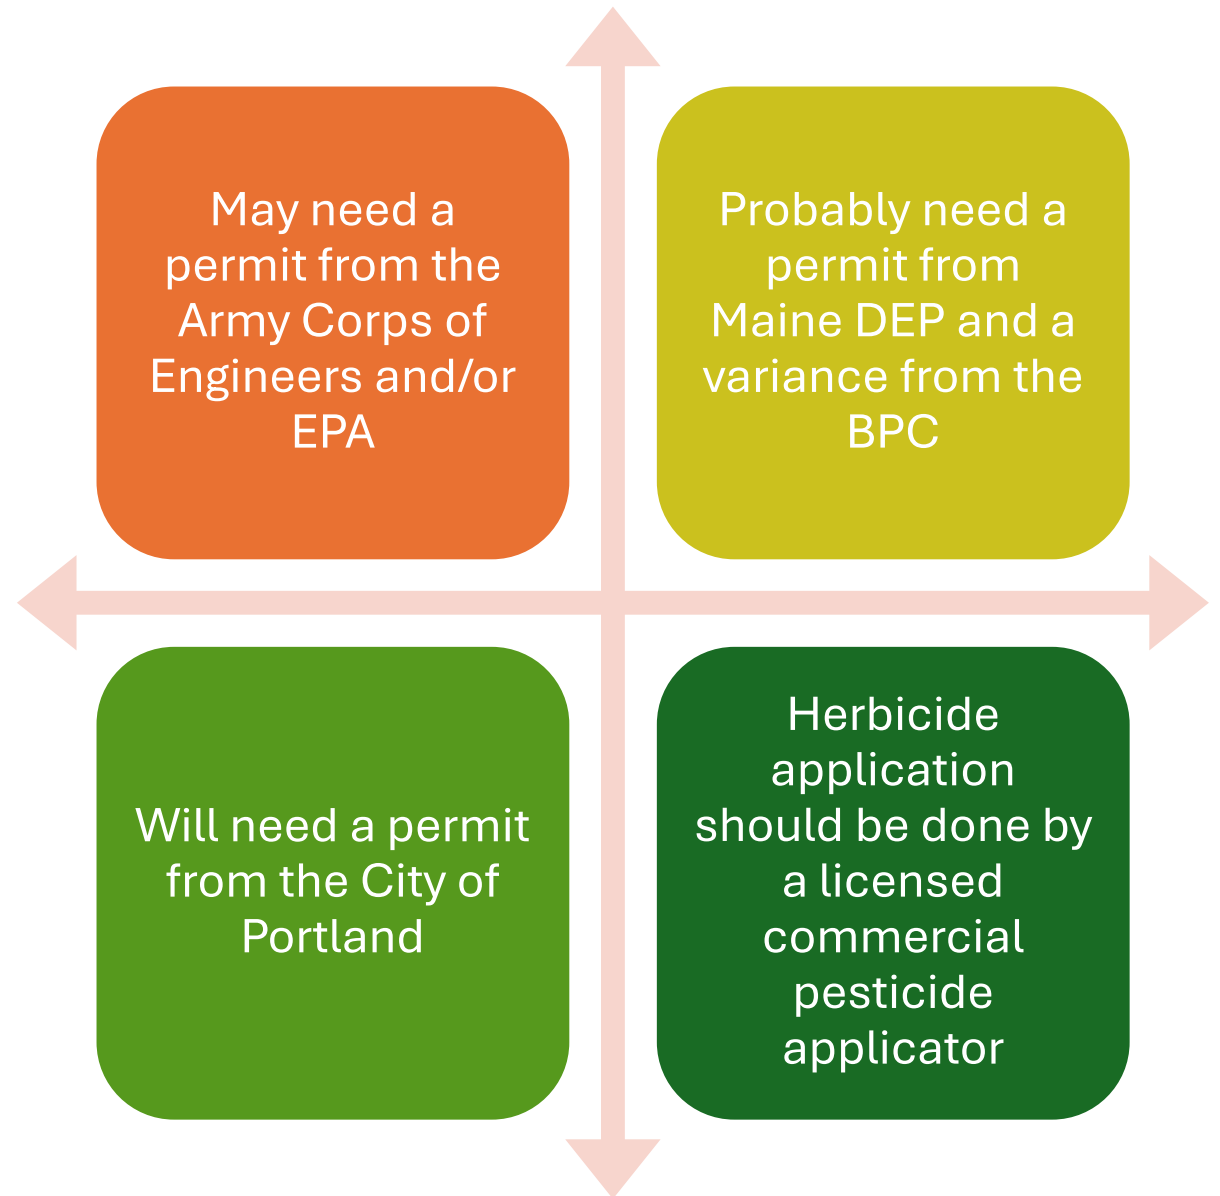 May need a
permit from the
Army Corps of
Engineers and/or
EPA
Probably need a
permit from
Maine DEP and a
variance from the
BPC
Will need a permit
from the City of
Portland
Herbicide
application
should be done by
a licensed
commercial
pesticide
applicator